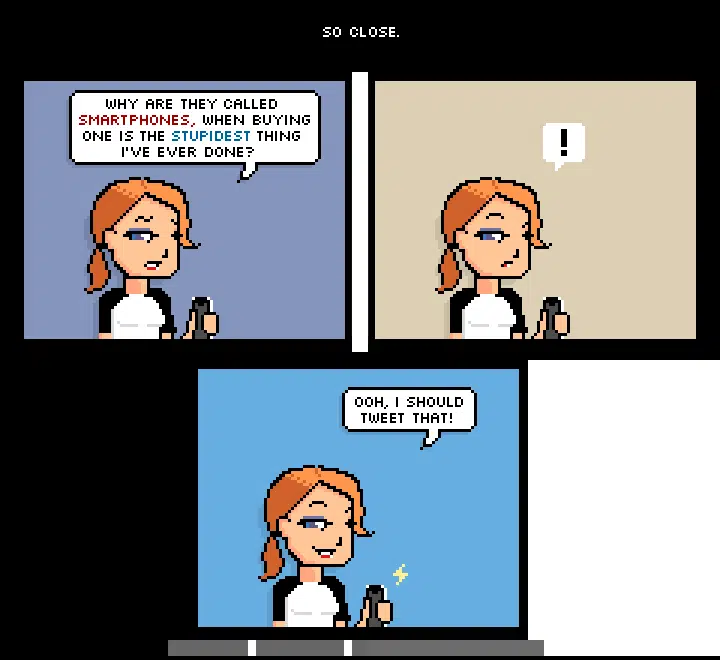 SO CLOSE.
WHY ARE THEY CALLED
SMARTPHONES, WHEN BUYING
ONE IS THE STUPIDEST THING
I'VE EVER DONE?
!
OOH, I SHOULD
TWEET THAT!